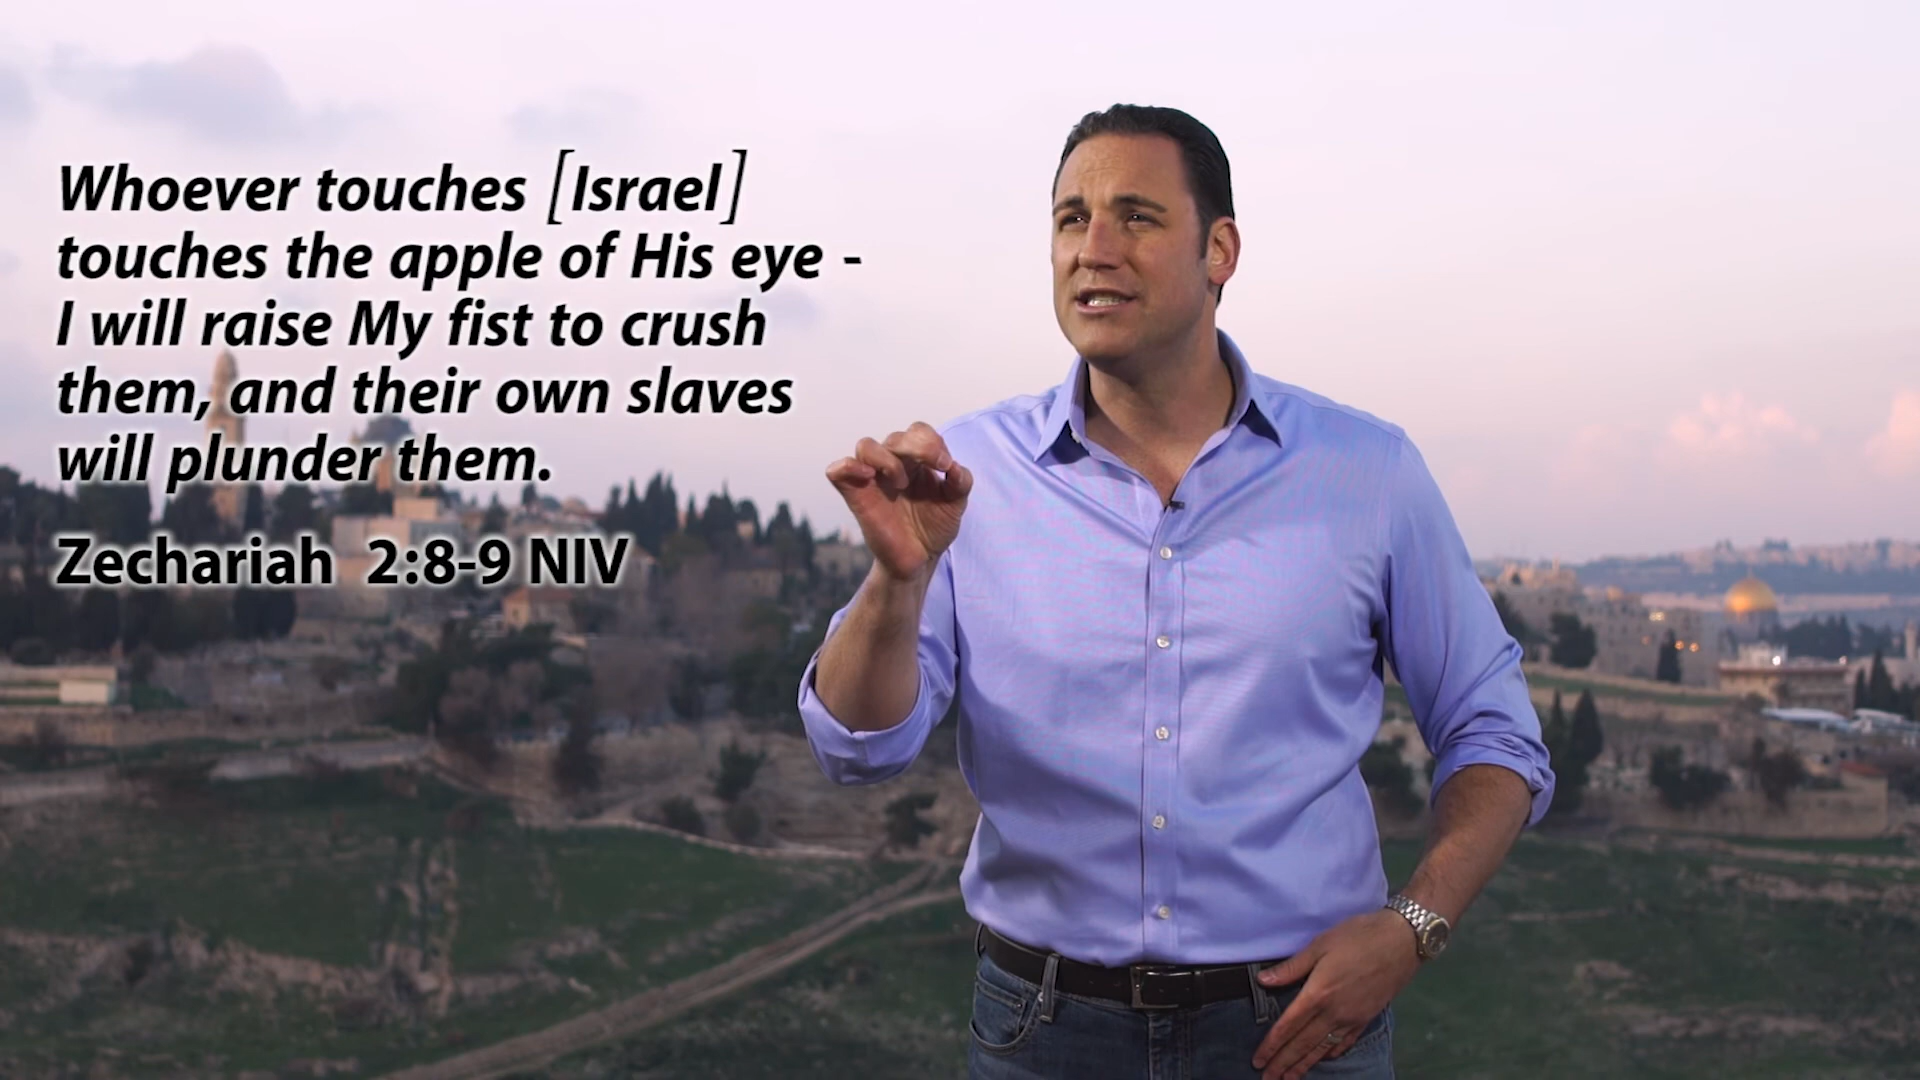 Whoever touches [Israel]
touches the apple of His eye -
I will raise My fist to crush
them, and their own slaves
will plunder them.
Zechariah 2:8-9 NIV